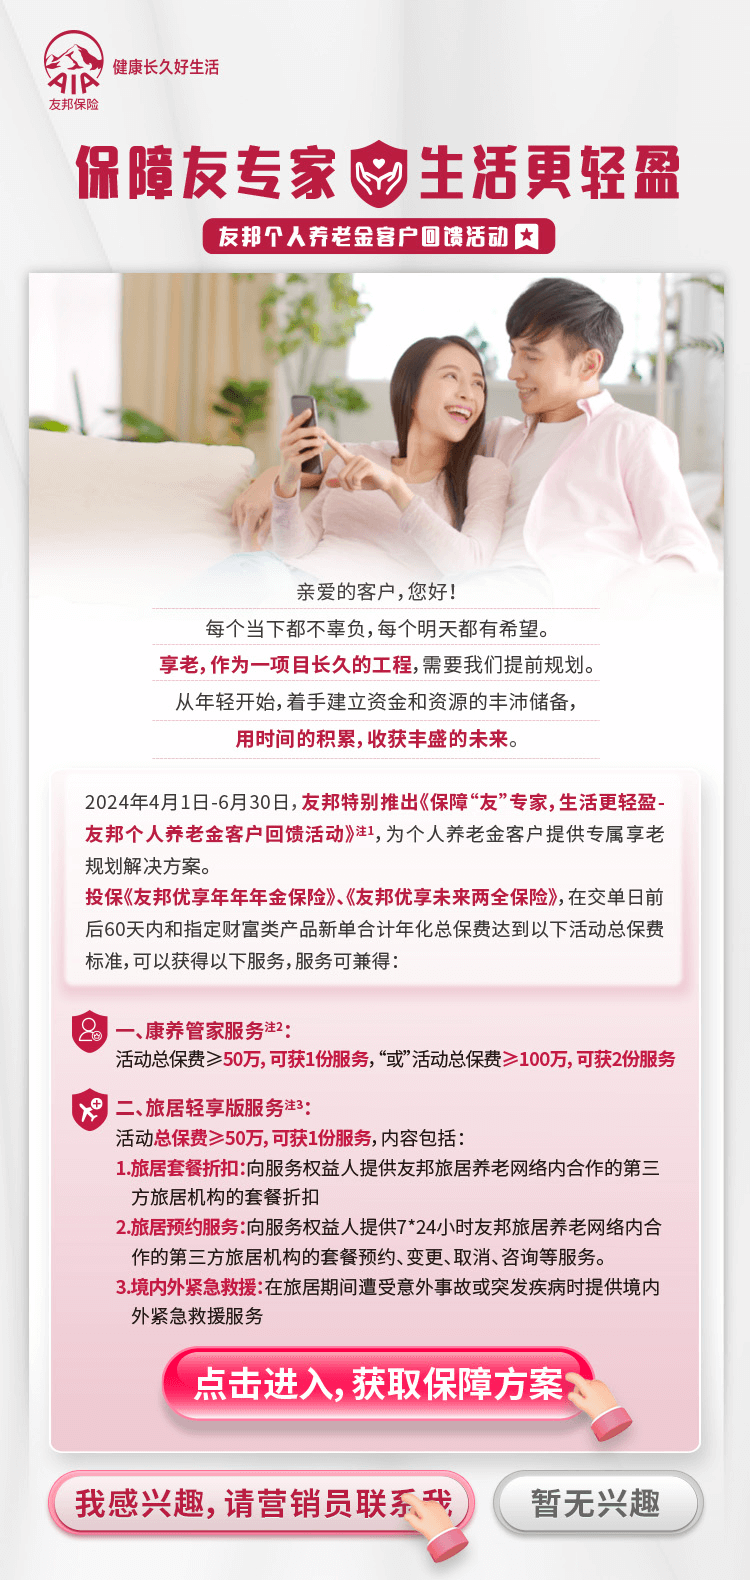 健康长久好生活
AIA
友邦保险
保障友专家 生活更轻盈
友邦个人养老金客户回馈活动
亲爱的客户，您好！
每个当下都不辜负，每个明天都有希望。
享老，作为一项目长久的工程，需要我们提前规划。
从年轻开始，着手建立资金和资源的丰沛储备，
用时间的积累，收获丰盛的未来。
2024年4月1日-6月30日，友邦特别推出《保障“友”专家，生活更轻盈-
友邦个人养老金客户回馈活动》注1，为个人养老金客户提供专属享老
规划解决方案。
投保《友邦优享年年年金保险》、《友邦优享未来两全保险》，在交单日前
后60天内和指定财富类产品新单合计年化总保费达到以下活动总保费
标准，可以获得以下服务，服务可兼得：
一、康养管家服务注2：
活动总保费≥50万，可获1份服务，“或”活动总保费≥100万，可获2份服务
二、旅居轻享版服务注3：
活动总保费≥50万，可获1份服务，内容包括：
1.旅居套餐折扣：向服务权益人提供友邦旅居养老网络内合作的第三
方旅居机构的套餐折扣
2.旅居预约服务：向服务权益人提供7*24小时友邦旅居养老网络内合
作的第三方旅居机构的套餐预约、变更、取消、咨询等服务。
3.境内外紧急救援：在旅居期间遭受意外事故或突发疾病时提供境内
外紧急救援服务
点击进入，获取保障方案
我感兴趣，请营销员联系我
暂无兴趣